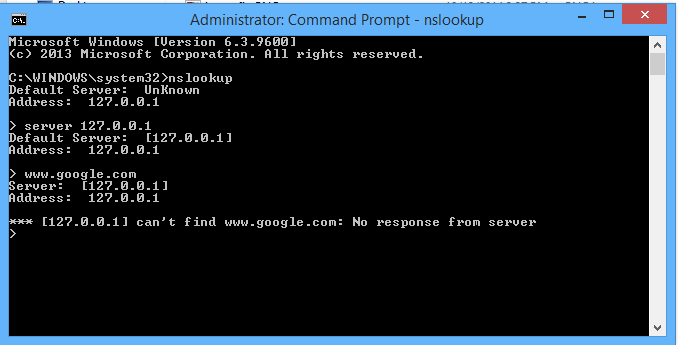 Administrator: Command Prompt - nslookup
Microsoft Windows [Version 6.3.9600]
(c) 2013 Microsoft Corporation. All rights reserved.
C:\WINDOWS\system32>nslookup
Default Server:  UnKnown
Address:  127.0.0.1
> server 127.0.0.1
Default Server:  [127.0.0.1]
Address:  127.0.0.1
> www.google.com
Server:  [127.0.0.1]
Address:  127.0.0.1
*** [127.0.0.1] can't find www.google.com: No response from server
>